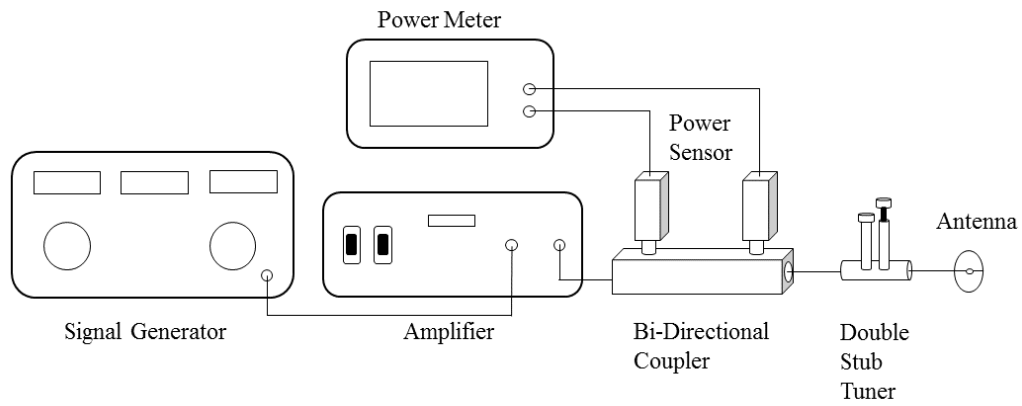 Power Meter
Power
Sensor
Antenna
Signal Generator
Amplifier
Bi-Directional
Coupler
Double
Stub
Tuner